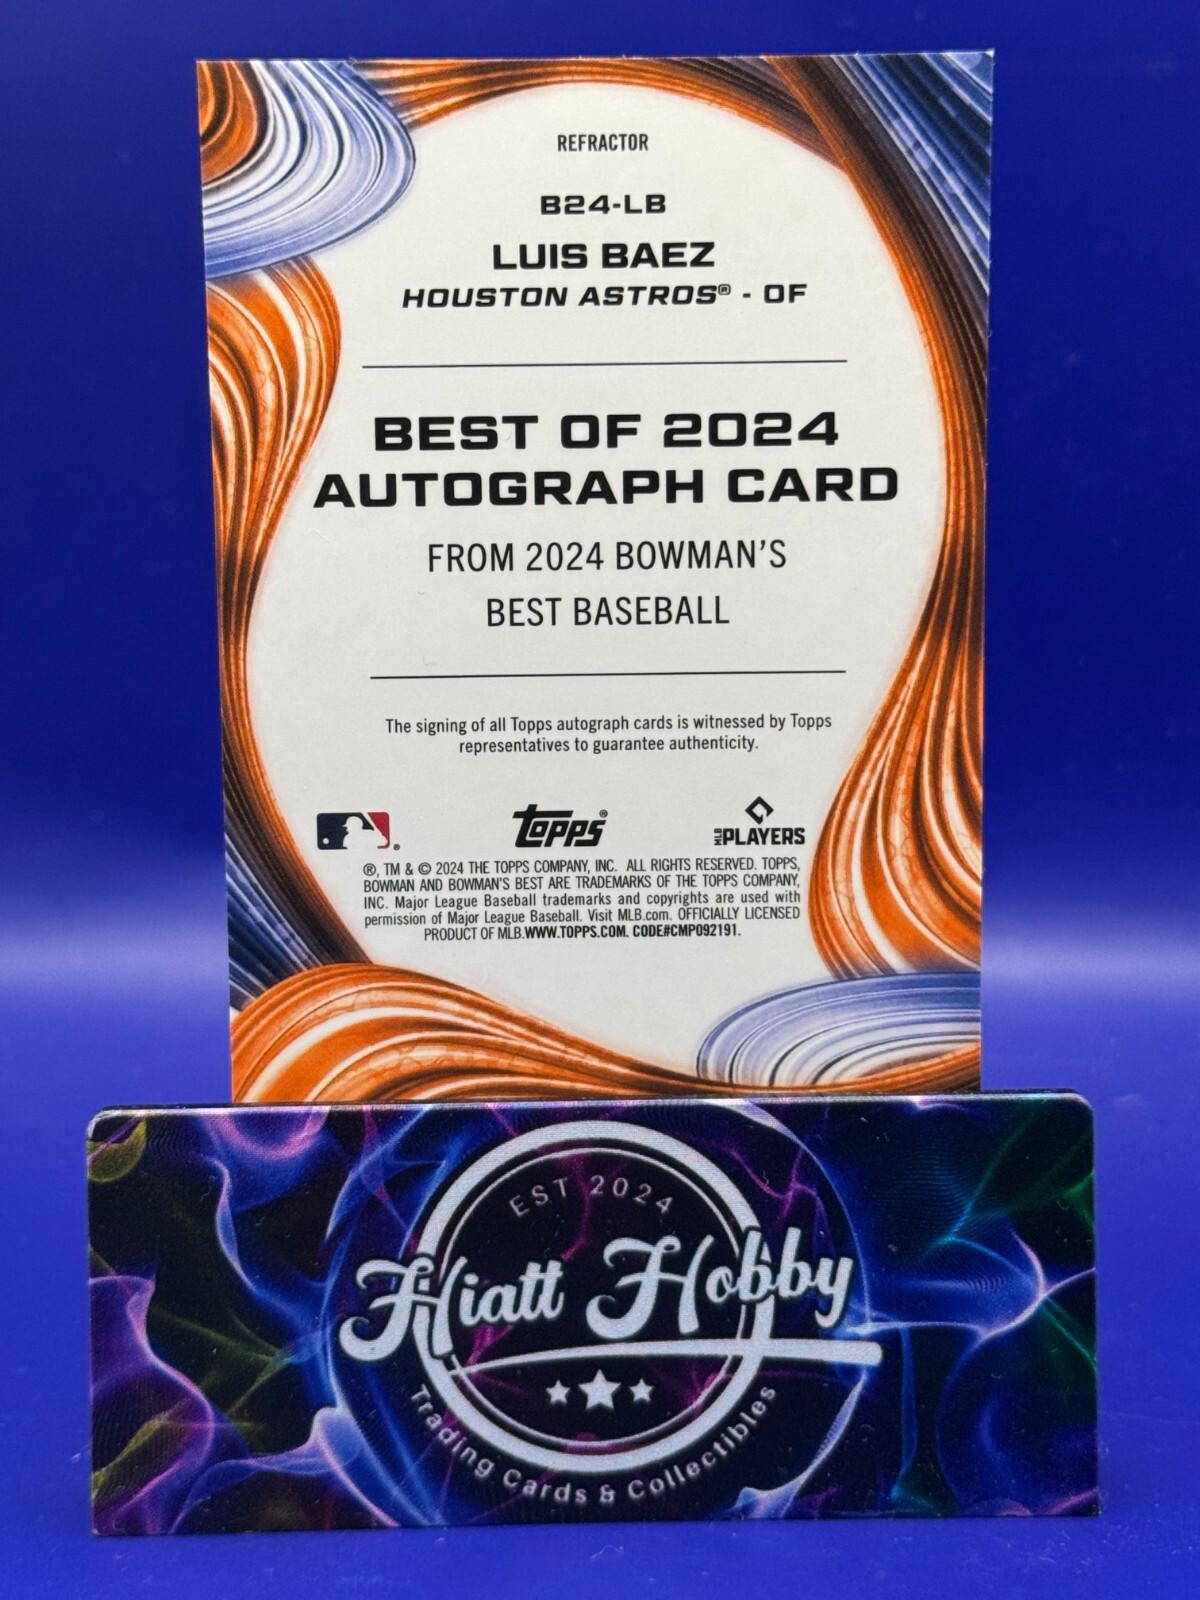 REFRACTOR
B24-LB
LUIS BAEZ
HOUSTON ASTROS® - OF
BEST OF 2024
AUTOGRAPH CARD
FROM 2024 BOWMAN'S
BEST BASEBALL
The signing of all Topps autograph cards is witnessed by Topps
representatives to guarantee authenticity.
® topps® MLB PLAYERS
®, TM & © 2024 THE TOPPS COMPANY, INC. ALL RIGHTS RESERVED. TOPPS,
BOWMAN AND BOWMAN'S BEST ARE TRADEMARKS OF THE TOPPS COMPANY,
INC. Major League Baseball trademarks and copyrights are used with
permission of Major League Baseball. Visit MLB.com. OFFICIALLY LICENSED
PRODUCT OF MLB.WWW.TOPPS.COM. CODE#CMP092191.
EST 2024
Hiatt Hobby
Trading Cards & Collectibles